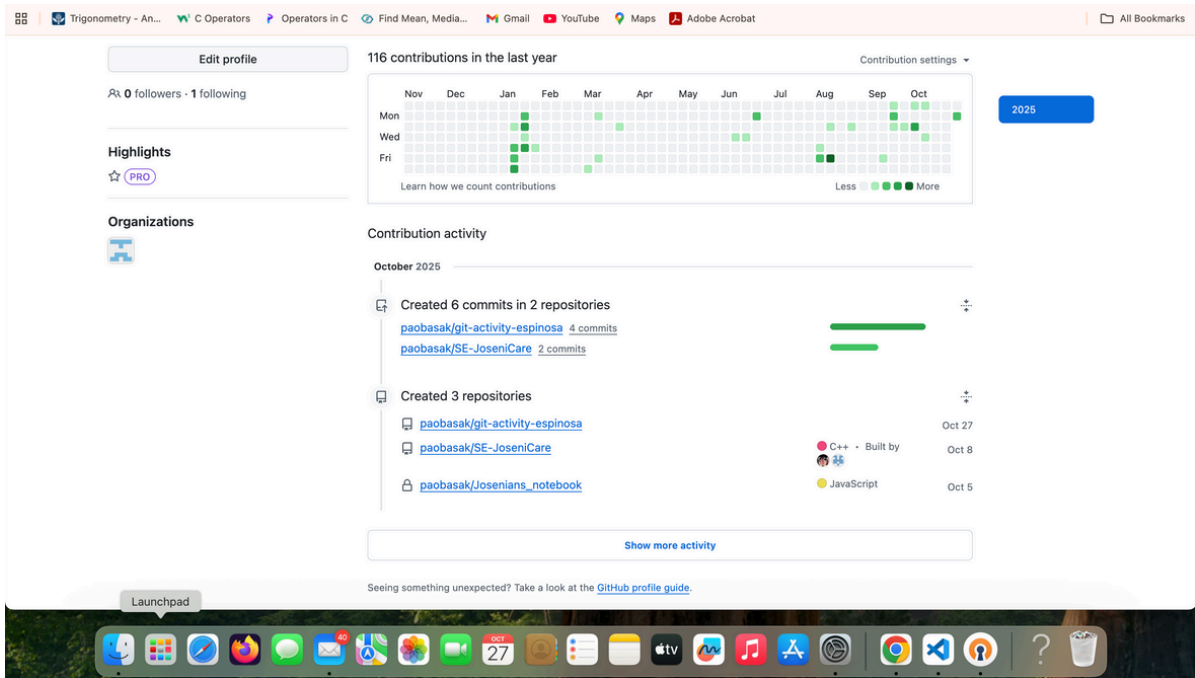 Trigonometry - An...
C Operators
Operators in C
Find Mean, Media...
Gmail
YouTube
Maps
Adobe Acrobat
All Bookmarks
Edit profile
0 followers · 1 following
Highlights
PRO
Organizations
116 contributions in the last year
Contribution settings
Nov Dec Jan Feb Mar Apr May Jun Jul Aug Sep Oct
Mon
Wed
Fri
Learn how we count contributions
Less More
2025
Contribution activity
October 2025
Created 6 commits in 2 repositories
paobasak/git-activity-espinosa 4 commits
paobasak/SE-JoseniCare 2 commits
Created 3 repositories
paobasak/git-activity-espinosa Oct 27
paobasak/SE-JoseniCare C++ • Built by Oct 8
paobasak/Josenians_notebook JavaScript Oct 5
Show more activity
Seeing something unexpected? Take a look at the GitHub profile guide.
Launchpad
40
OCT
27
tv